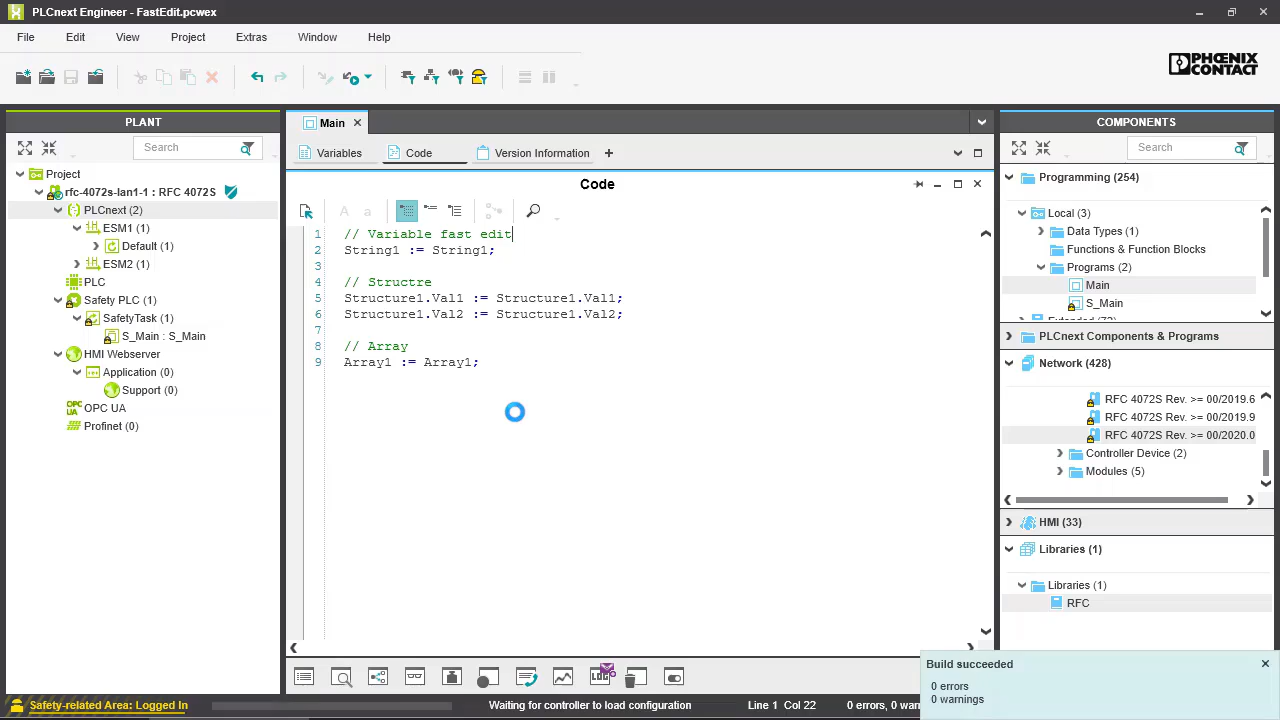 PLCnext Engineer - FastEdit.pcwex
File Edit View Project Extras Window Help
PHOENIX CONTACT
PLANT
Search
Project
rfc-4072s-lan1-1 : RFC 4072S
PLCnext (2)
ESM1 (1)
Default (1)
ESM2 (1)
PLC
Safety PLC (1)
SafetyTask (1)
S_Main : S_Main
HMI Webserver
Application (0)
Support (0)
OPC UA
Profinet (0)
Main
Variables Code Version Information
Code
1 // Variable fast edit
2 String1 := String1;
3
4 // Structre
5 Structure1.Val1 := Structure1.Val1;
6 Structure1.Val2 := Structure1.Val2;
7
8 // Array
9 Array1 := Array1;
COMPONENTS
Search
Programming (254)
Local (3)
Data Types (1)
Functions & Function Blocks
Programs (2)
Main
S_Main
PLCnext Components & Programs
Network (428)
RFC 4072S Rev. >= 00/2019.6
RFC 4072S Rev. >= 00/2019.9
RFC 4072S Rev. >= 00/2020.0
Controller Device (2)
Modules (5)
HMI (33)
Libraries (1)
Libraries (1)
RFC
Build succeeded
0 errors
0 warnings
Safety-related Area: Logged In
Waiting for controller to load configuration
Line 1 Col 22
0 errors, 0 war